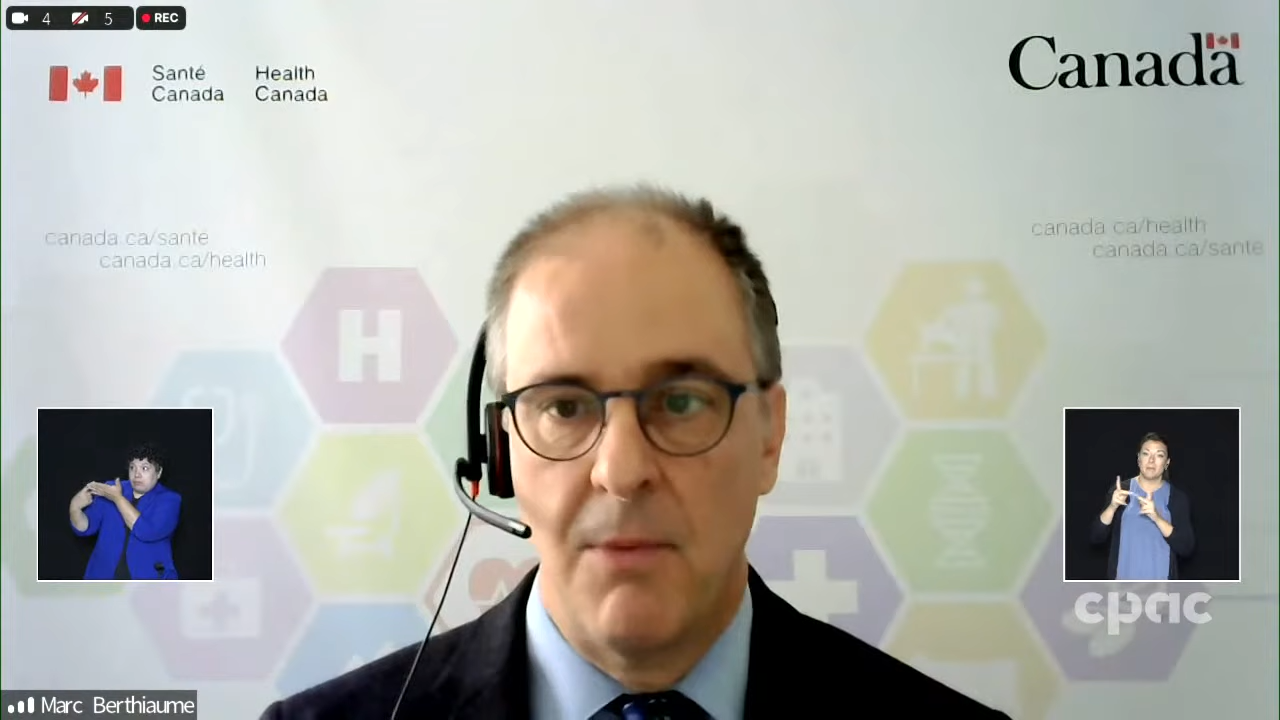 4 5 REC
Santé
Canada
Health
Canada
Canada
canada.ca/santé
canada.ca/health
canada.ca/health
canada.ca/santé
H
cpac
Marc Berthiaume